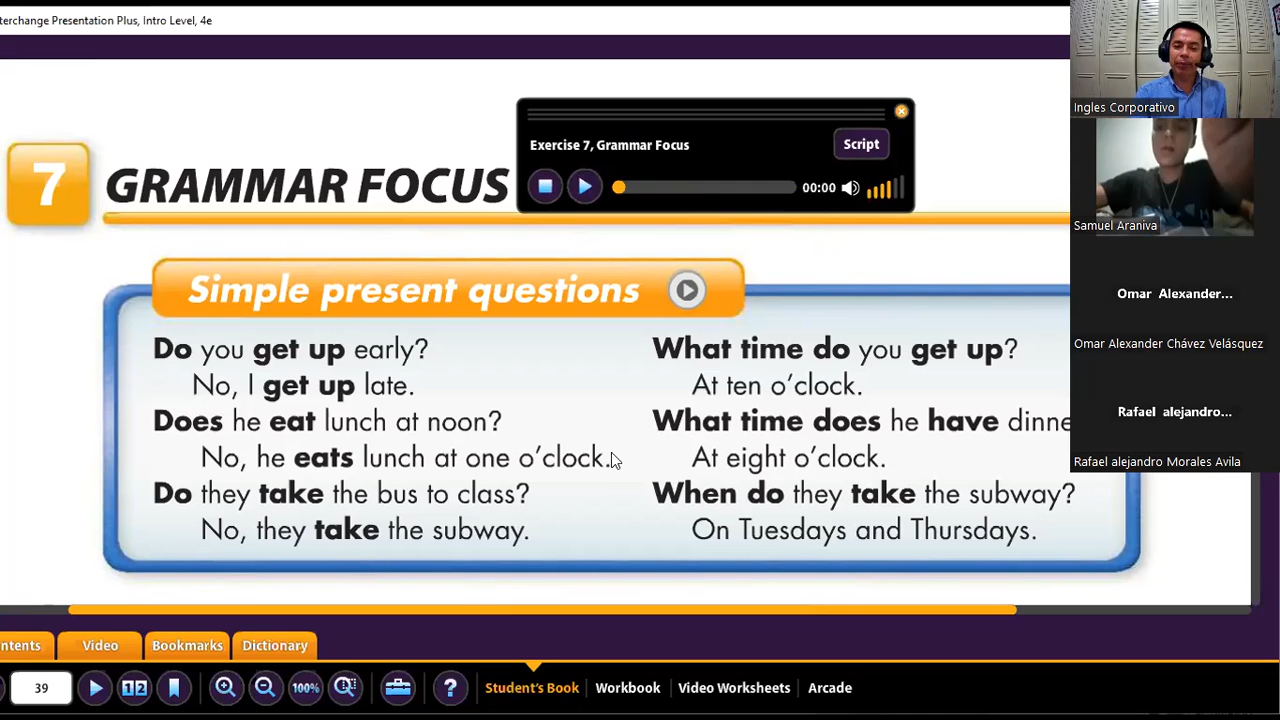 terchange Presentation Plus, Intro Level, 4e
Ingles Corporativo
Samuel Araniva
Omar Alexander...
Omar Alexander Chávez Velásquez
Rafael alejandro...
Rafael alejandro Morales Avila
7 GRAMMAR FOCUS
Exercise 7, Grammar Focus
Script
00:00
Simple present questions
Do you get up early?
No, I get up late.
Does he eat lunch at noon?
No, he eats lunch at one o'clock.
Do they take the bus to class?
No, they take the subway.
What time do you get up?
At ten o'clock.
What time does he have dinne
At eight o'clock.
When do they take the subway?
On Tuesdays and Thursdays.
ntents
Video
Bookmarks
Dictionary
39
1 2
100%
?
Student's Book
Workbook
Video Worksheets
Arcade